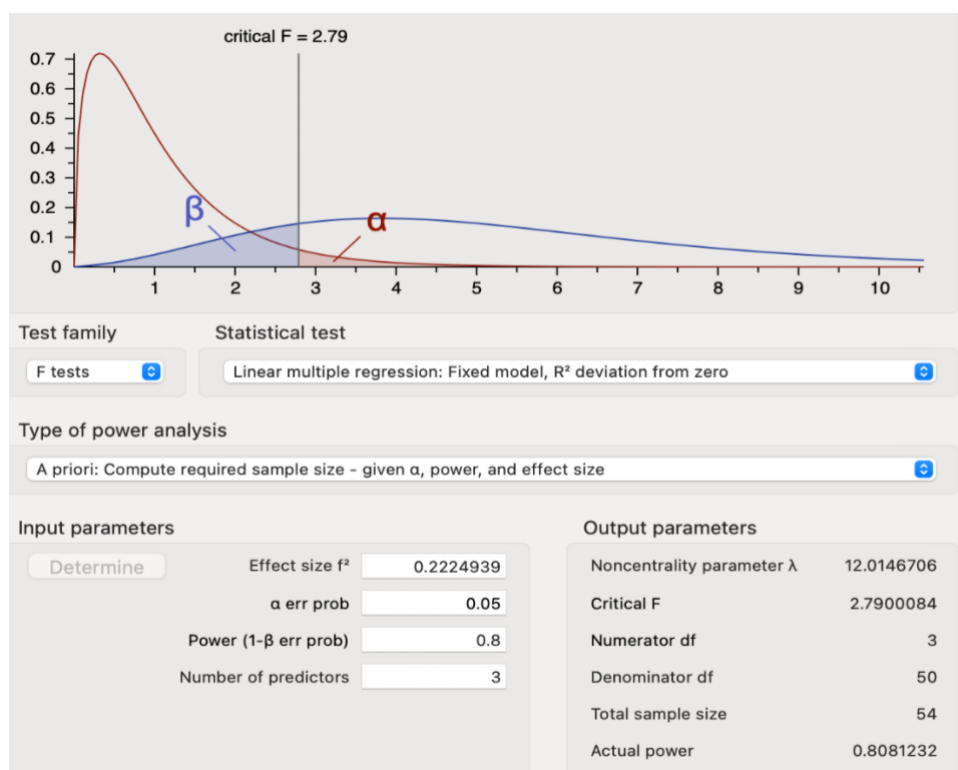 critical F = 2.79
0.7
0.6
0.5
0.4
0.3
0.2
0.1
0
β
α
1 2 3 4 5 6 7 8 9 10
Test family Statistical test
F tests Linear multiple regression: Fixed model, R² deviation from zero
Type of power analysis
A priori: Compute required sample size - given α, power, and effect size
Input parameters Output parameters
Determine Effect size f² 0.2224939 Noncentrality parameter λ 12.0146706
α err prob 0.05 Critical F 2.7900084
Power (1-β err prob) 0.8 Numerator df 3
Number of predictors 3 Denominator df 50
Total sample size 54
Actual power 0.8081232